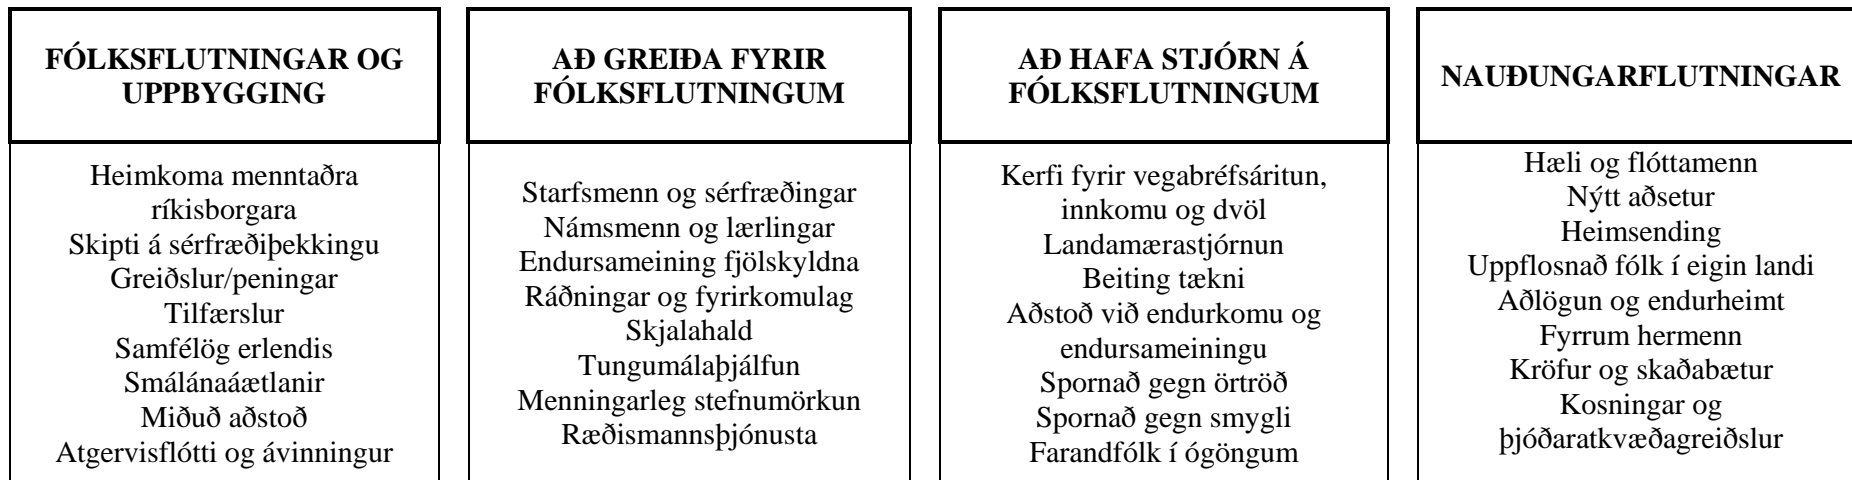 FÓLKSFLUTNINGAR OG
UPPBYGGING
Heimkoma menntaðra
ríkisborgara
Skipti á sérfræðiþekkingu
Greiðslur/peningar
Tilfærslur
Samfélög erlendis
Smálánaáætlanir
Miðuð aðstoð
Atgervisflótti og ávinningur
AÐ GREIÐA FYRIR
FÓLKSFLUTNINGUM
Starfsmenn og sérfræðingar
Námsmenn og lærlingar
Endursameining fjölskyldna
Ráðningar og fyrirkomulag
Skjalahald
Tungumálaþjálfun
Menningarleg stefnumörkun
Ræðismannsþjónusta
AÐ HAFA STJÓRN Á
FÓLKSFLUTNINGUM
Kerfi fyrir vegabréfsáritun,
innkomu og dvöl
Landamærastjórnun
Beiting tækni
Aðstoð við endurkomu og
endursameiningu
Spornað gegn örtröð
Spornað gegn smygli
Farandfólk í ógöngum
NAUÐUNGARFLUTNINGAR
Hæli og flóttamenn
Nýtt aðsetur
Heimsending
Uppflosnað fólk í eigin landi
Aðlögun og endurheimt
Fyrrum hermenn
Kröfur og skaðabætur
Kosningar og
þjóðaratkvæðagreiðslur